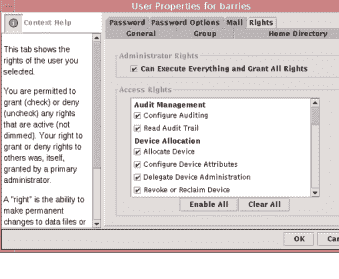 User Properties for barries
Context Help
This tab shows the
rights of the user you
selected.
You are permitted to
grant (check) or deny
(uncheck) any rights
that are active (not
dimmed). Your right to
grant or deny rights to
others was, itself,
granted by a primary
administrator.
A "right" is the ability to
make permanent
changes to data files or
Password Password Options Mail Rights
General Group Home Directory
Administrator Rights
Can Execute Everything and Grant All Rights
Access Rights
Audit Management
Configure Auditing
Read Audit Trail
Device Allocation
Allocate Device
Configure Device Attributes
Delegate Device Administration
Revoke or Reclaim Device
Enable All Clear All
OK Can